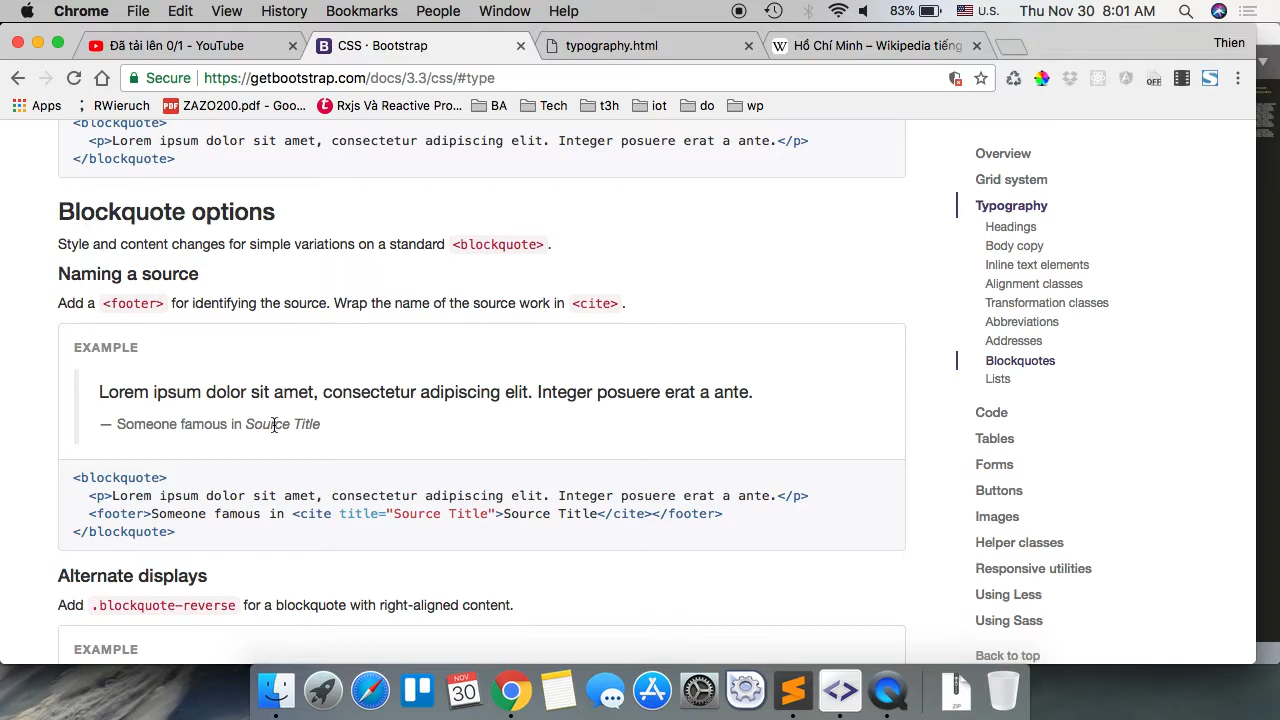 Chrome File Edit View History Bookmarks People Window Help 83% U.S. Thu Nov 30 8:01 AM
Đã tải lên 0/1 - YouTube CSS · Bootstrap typography.html Hồ Chí Minh – Wikipedia tiếng Thien
Secure https://getbootstrap.com/docs/3.3/css/#type OFF
Apps RWieruch ZAZO200.pdf - Goo... Rxjs Và Reactive Pro... BA Tech t3h iot do wp
<blockquote>
<p>Lorem ipsum dolor sit amet, consectetur adipiscing elit. Integer posuere erat a ante.</p>
</blockquote>
Blockquote options
Style and content changes for simple variations on a standard <blockquote>.
Naming a source
Add a <footer> for identifying the source. Wrap the name of the source work in <cite>.
EXAMPLE
Lorem ipsum dolor sit amet, consectetur adipiscing elit. Integer posuere erat a ante.
— Someone famous in Source Title
<blockquote>
<p>Lorem ipsum dolor sit amet, consectetur adipiscing elit. Integer posuere erat a ante.</p>
<footer>Someone famous in <cite title="Source Title">Source Title</cite></footer>
</blockquote>
Alternate displays
Add .blockquote-reverse for a blockquote with right-aligned content.
EXAMPLE
Overview
Grid system
Typography
Headings
Body copy
Inline text elements
Alignment classes
Transformation classes
Abbreviations
Addresses
Blockquotes
Lists
Code
Tables
Forms
Buttons
Images
Helper classes
Responsive utilities
Using Less
Using Sass
Back to top
NOV
30
ZIP